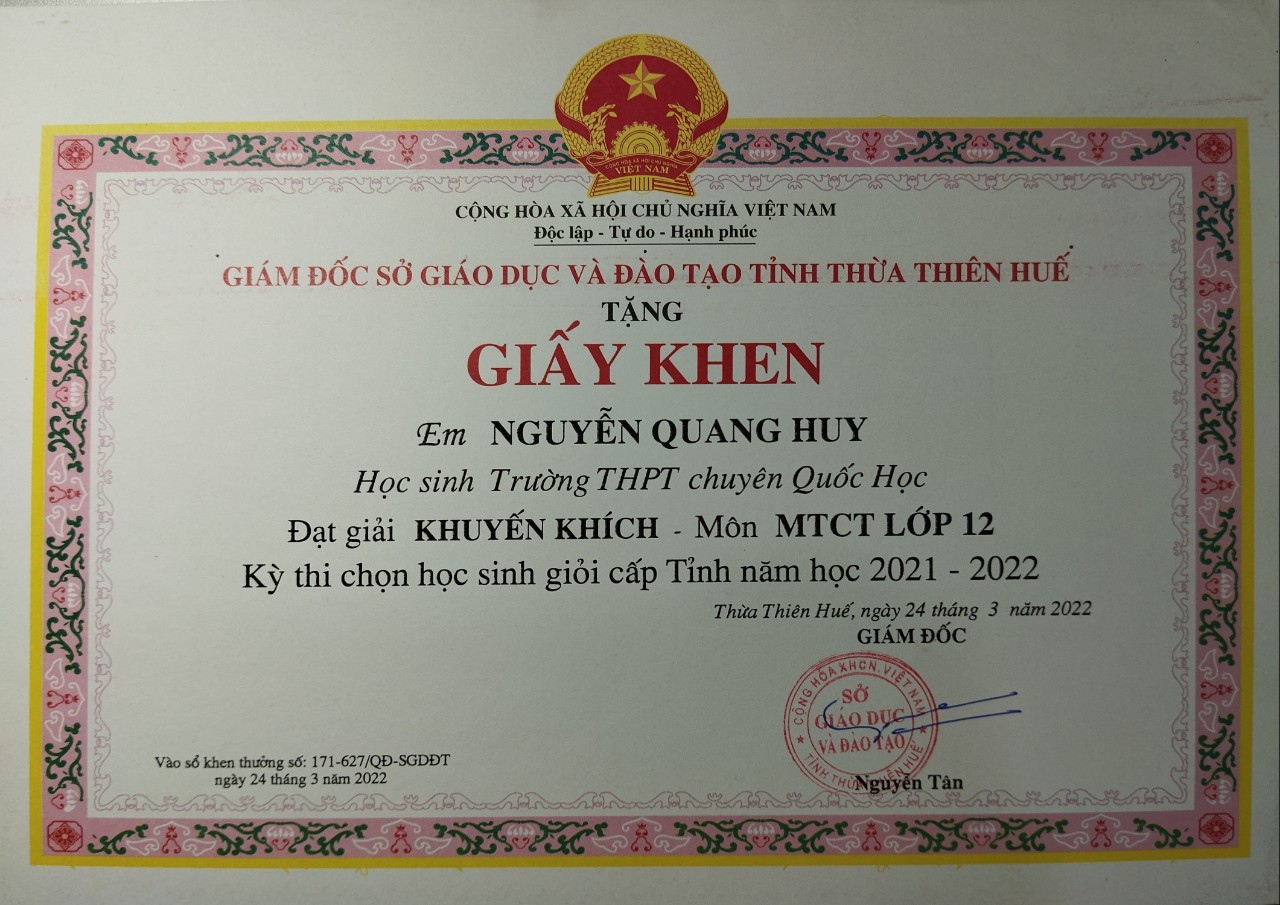 CỘNG HÒA XÃ HỘI CHỦ NGHĨA
VIỆT NAM
CỘNG HÒA XÃ HỘI CHỦ NGHĨA VIỆT NAM
Độc lập - Tự do - Hạnh phúc
GIÁM ĐỐC SỞ GIÁO DỤC VÀ ĐÀO TẠO TỈNH THỪA THIÊN HUẾ
TẶNG
GIẤY KHEN
Em NGUYỄN QUANG HUY
Học sinh Trường THPT chuyên Quốc Học
Đạt giải KHUYẾN KHÍCH - Môn MTCT LỚP 12
Kỳ thi chọn học sinh giỏi cấp Tỉnh năm học 2021 - 2022
Thừa Thiên Huế, ngày 24 tháng 3 năm 2022
GIÁM ĐỐC
CỘNG HÒA XHCN. VIỆT NAM
SỞ
GIÁO DỤC
VÀ ĐÀO TẠO
TỈNH THỪA THIÊN HUẾ
Nguyễn Tân
Vào sổ khen thưởng số: 171-627/QĐ-SGDĐT
ngày 24 tháng 3 năm 2022